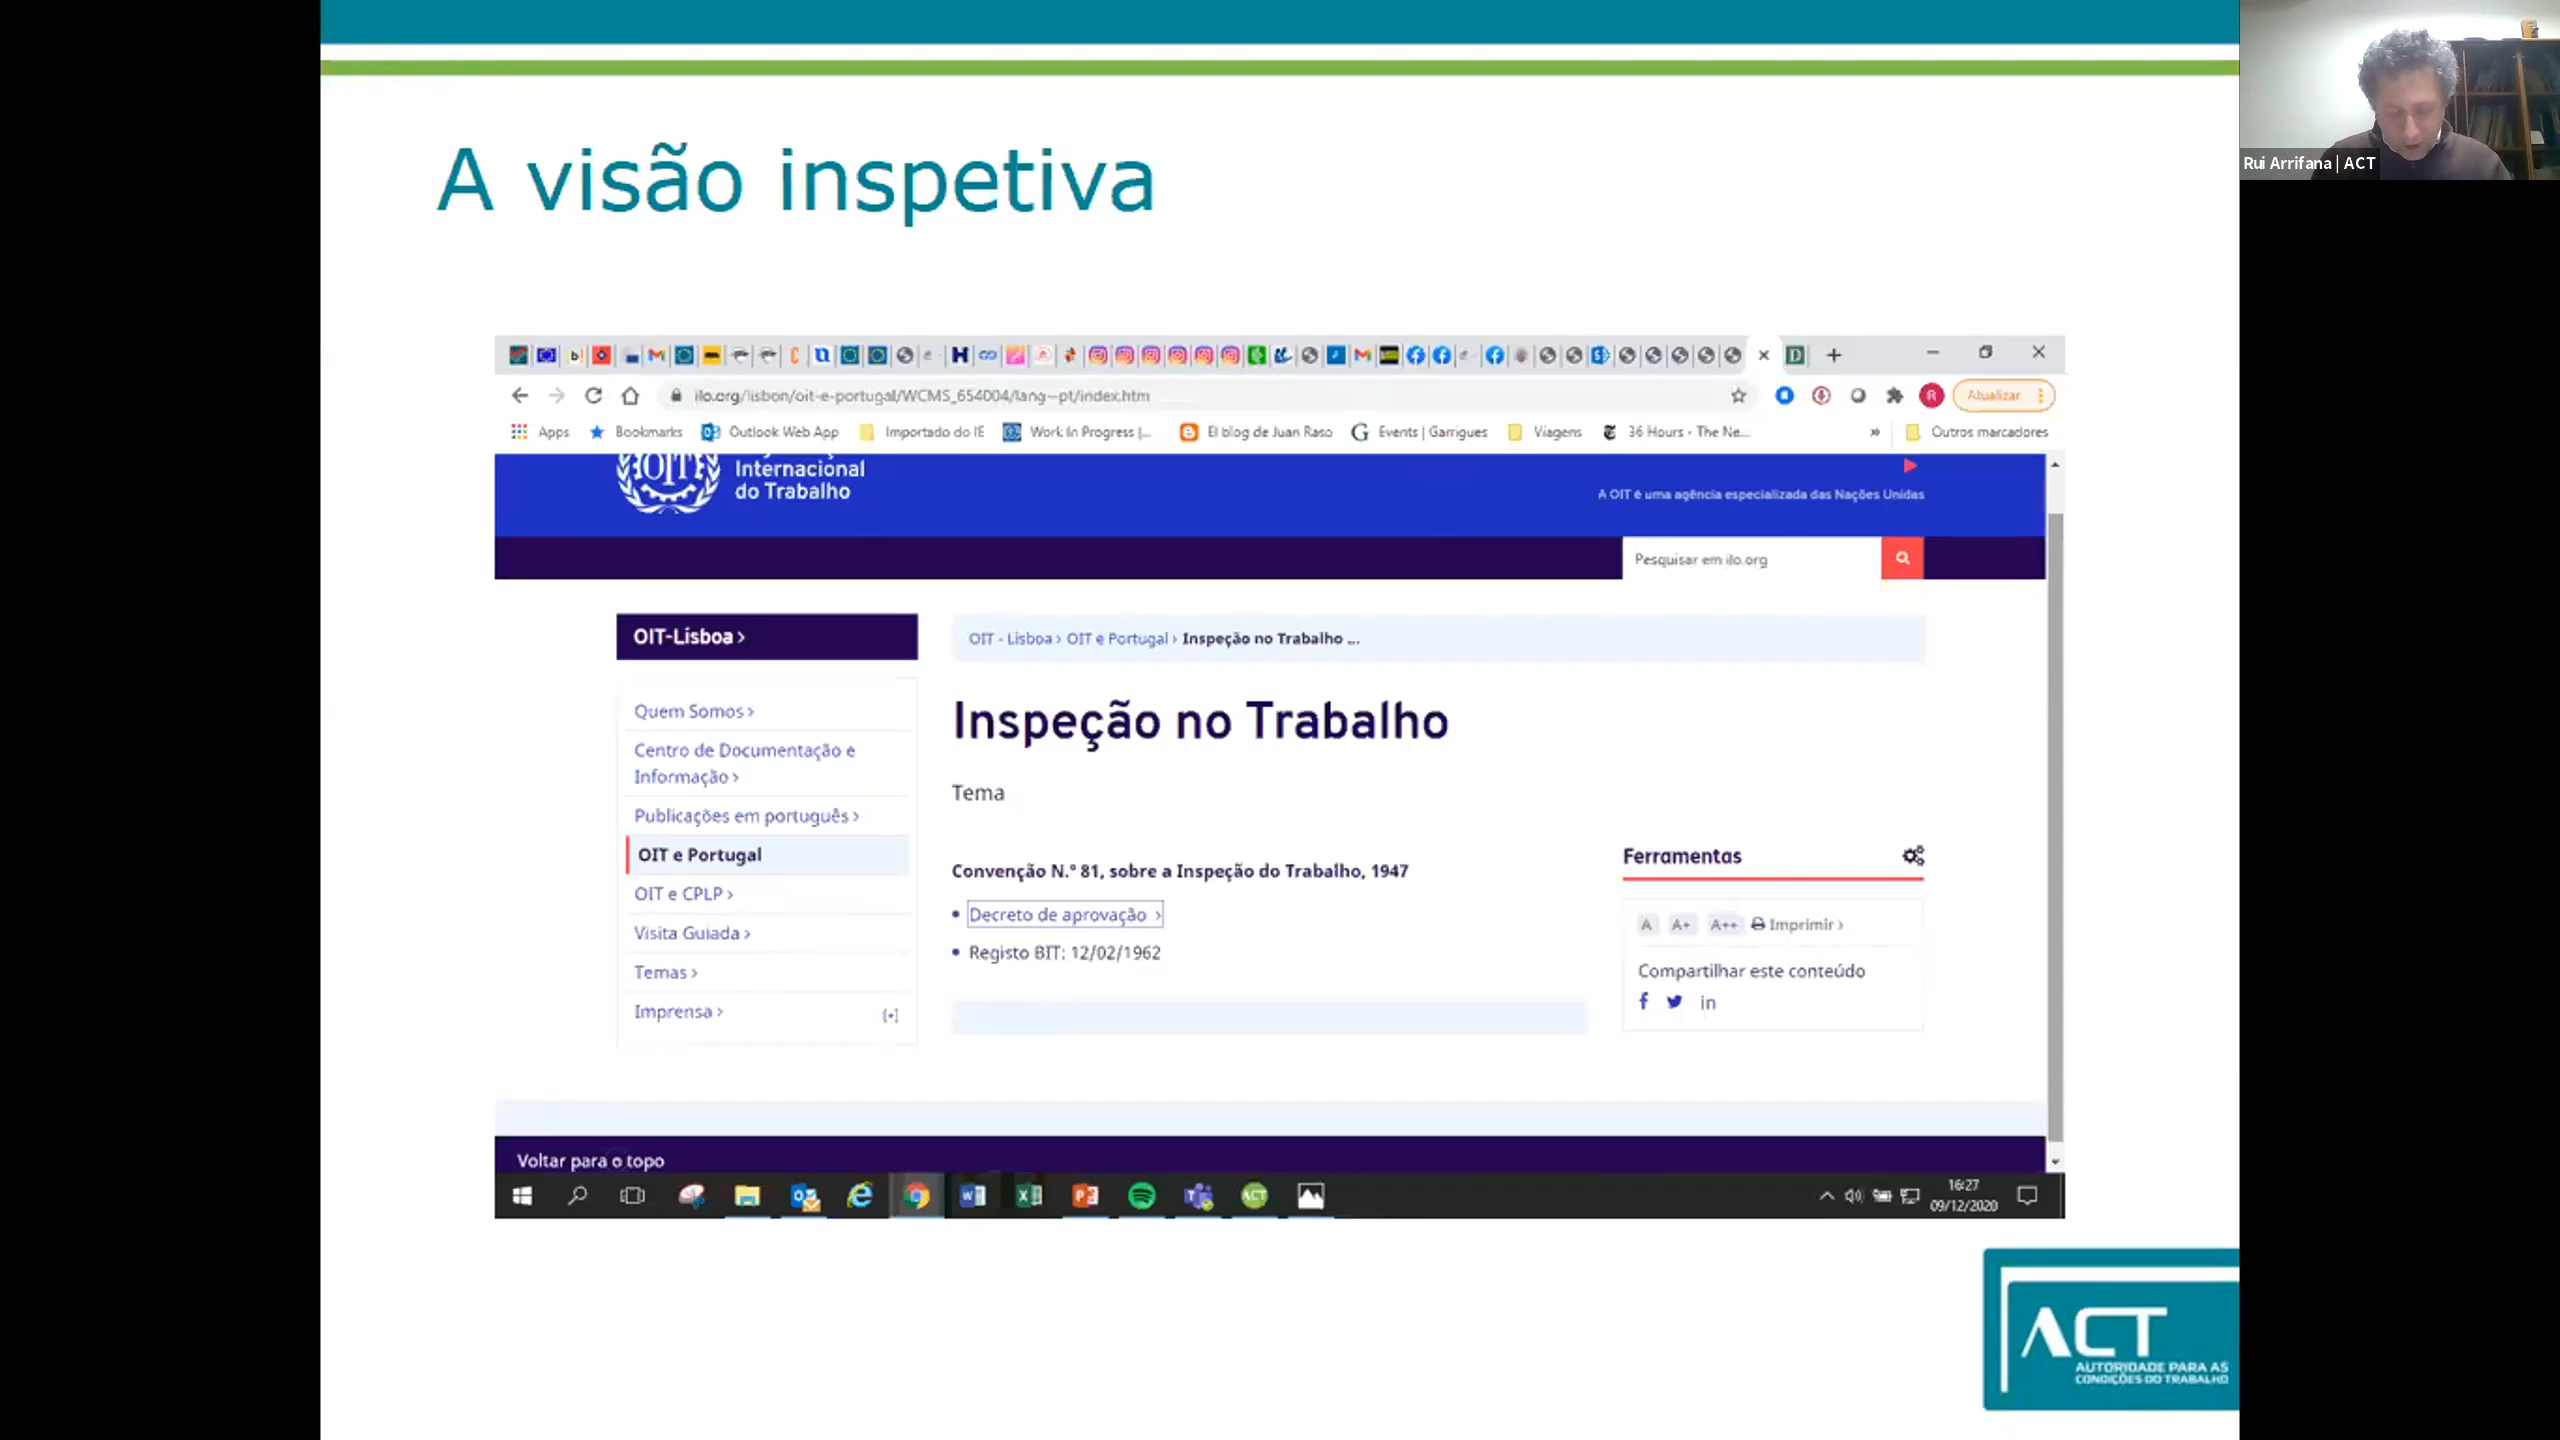 A visão inspetiva
Rui Arrifana | ACT
ilo.org/lisbon/oit-e-portugal/WCMS_654004/lang--pt/index.htm
Atualizar
Apps
Bookmarks
Outlook Web App
Importado do IE
Work In Progress |...
El blog de Juan Raso
Events | Garrigues
Viagens
36 Hours - The Ne...
»
Outros marcadores
OIT
Internacional
do Trabalho
A OIT é uma agência especializada das Nações Unidas
Pesquisar em ilo.org
OIT-Lisboa >
Quem Somos >
Centro de Documentação e
Informação >
Publicações em português >
OIT e Portugal
OIT e CPLP >
Visita Guiada >
Temas >
Imprensa >
[+]
OIT - Lisboa > OIT e Portugal > Inspeção no Trabalho ...
Inspeção no Trabalho
Tema
Convenção N.º 81, sobre a Inspeção do Trabalho, 1947
• Decreto de aprovação >
• Registo BIT: 12/02/1962
Ferramentas
A A+ A++ Imprimir >
Compartilhar este conteúdo
Voltar para o topo
16:27
09/12/2020
ACT
AUTORIDADE PARA AS
CONDIÇÕES DO TRABALHO